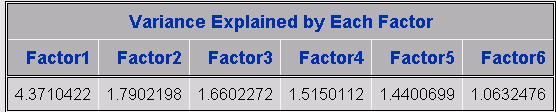 Variance Explained by Each Factor
Factor1 Factor2 Factor3 Factor4 Factor5 Factor6
4.3710422 1.7902198 1.6602272 1.5150112 1.4400699 1.0632476